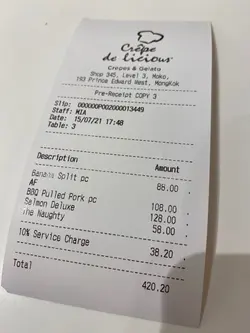 Crêpe
de licious
Crepes & Gelato
Shop 345, Level 3, Moko,
193 Prince Edward West, Mongkok
Pre-Receipt COPY 3
Slip: 000000P002000013449
Staff: MIA
Date: 15/07/21 17:48
Table: 3
Description Amount
Banana Split pc 88.00
AF
BBQ Pulled Pork pc 108.00
Salmon Deluxe 128.00
The Naughty 58.00
10% Service Charge 38.20
Total 420.20